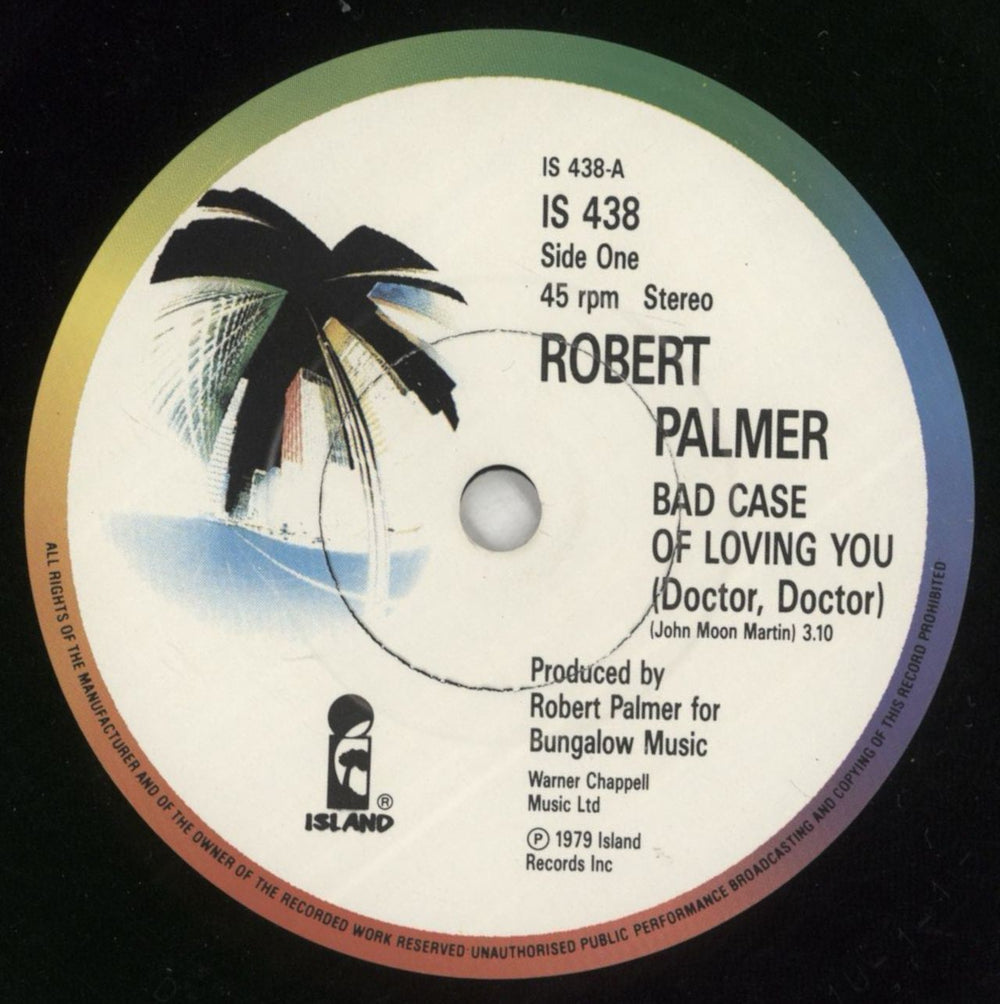 IS 438-A
IS 438
Side One
45 rpm Stereo
ROBERT
PALMER
BAD CASE
OF LOVING YOU
(Doctor, Doctor)
(John Moon Martin) 3.10
Produced by
Robert Palmer for
Bungalow Music
Warner Chappell
Music Ltd
Ⓟ 1979 Island
Records Inc
ISLAND ®
ALL RIGHTS OF THE MANUFACTURER AND OF THE OWNER OF THE RECORDED WORK RESERVED·UNAUTHORISED PUBLIC PERFORMANCE BROADCASTING AND COPYING OF THIS RECORD PROHIBITED